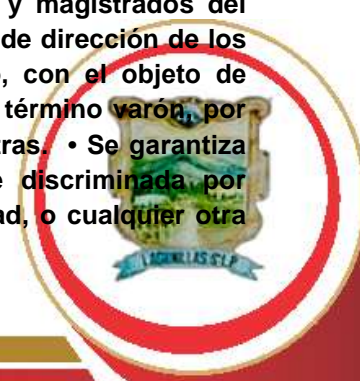 y magistrados del
de dirección de los
, con el objeto de
término varón, por
tras. • Se garantiza
e discriminada por
ad, o cualquier otra
LAGUNILLAS S.L.P.